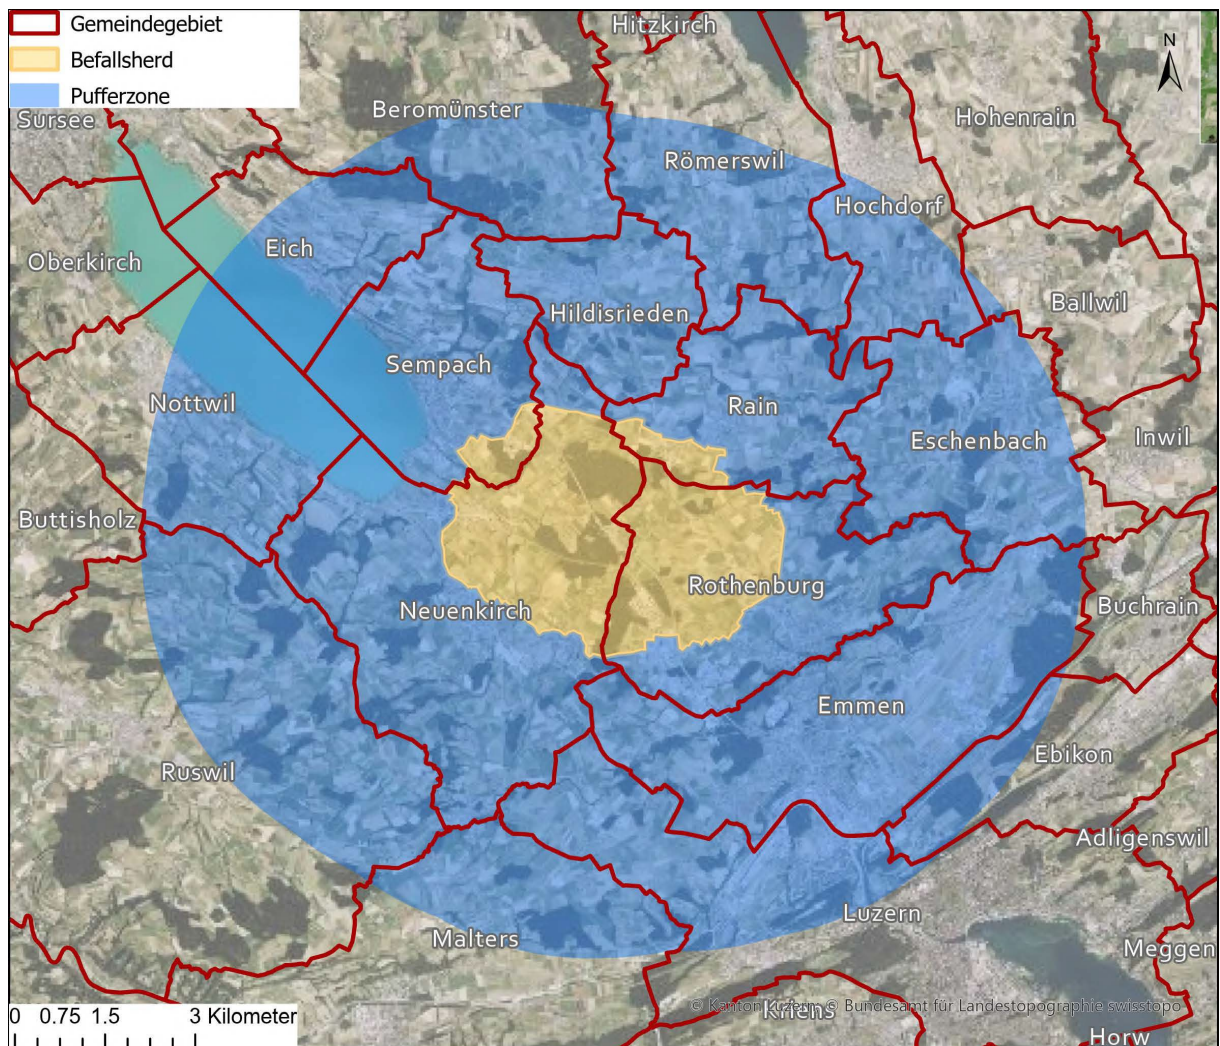 Gemeindegebiet
Befallsherd
Pufferzone
N
Hitzkirch
Sursee
Beromünster
Hohenrain
Römerswil
Hochdorf
Eich
Oberkirch
Ballwil
Hildisrieden
Sempach
Nottwil
Rain
Eschenbach
Inwil
Buttisholz
Rothenburg
Neuenkirch
Buchrain
Emmen
Ebikon
Ruswil
Adligenswil
Luzern
Malters
Meggen
© Kanton Luzern, © Bundesamt für Landestopographie swisstopo
Kriens
0 0.75 1.5 3 Kilometer
Horw